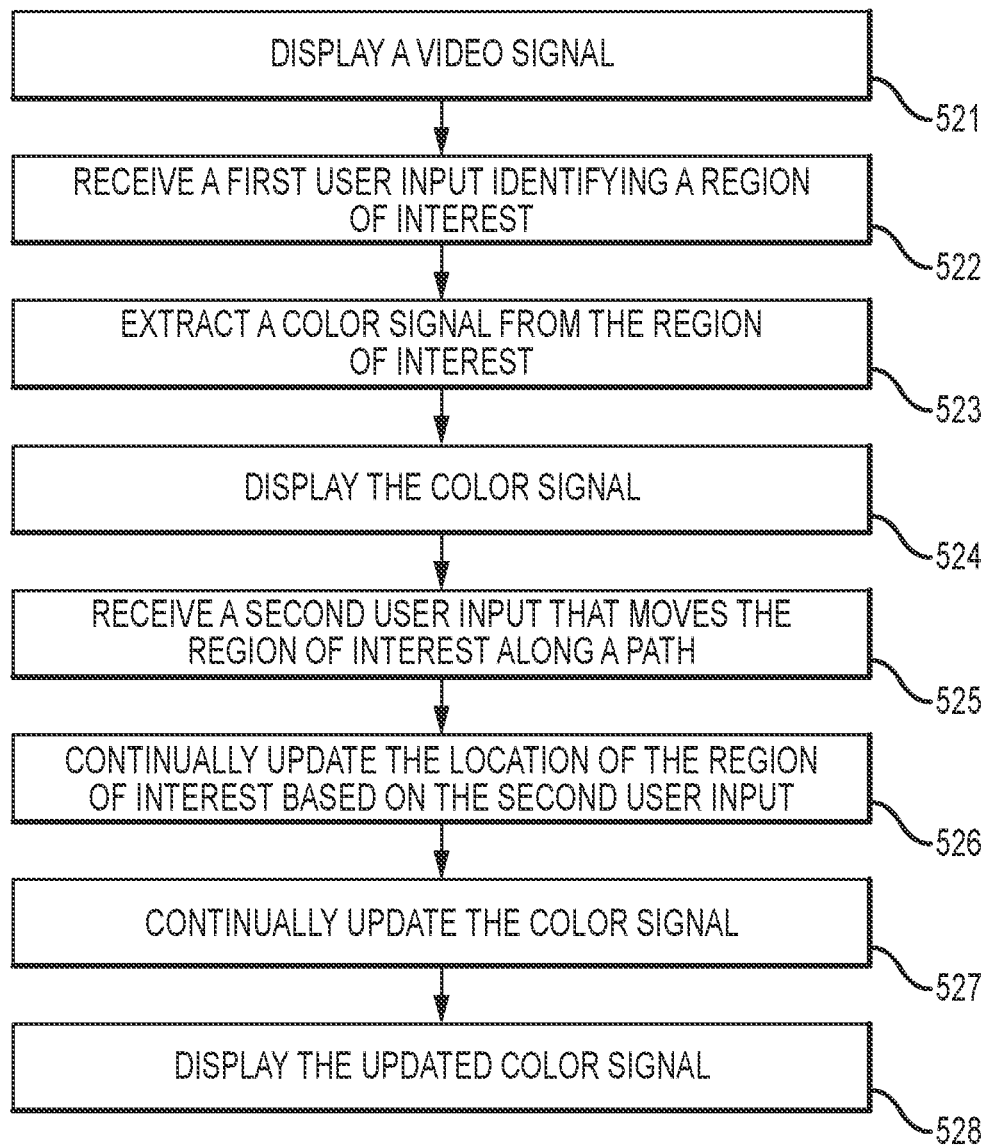 DISPLAY A VIDEO SIGNAL
521
RECEIVE A FIRST USER INPUT IDENTIFYING A REGION
OF INTEREST
522
EXTRACT A COLOR SIGNAL FROM THE REGION
OF INTEREST
523
DISPLAY THE COLOR SIGNAL
524
RECEIVE A SECOND USER INPUT THAT MOVES THE
REGION OF INTEREST ALONG A PATH
525
CONTINUALLY UPDATE THE LOCATION OF THE REGION
OF INTEREST BASED ON THE SECOND USER INPUT
526
CONTINUALLY UPDATE THE COLOR SIGNAL
527
DISPLAY THE UPDATED COLOR SIGNAL
528